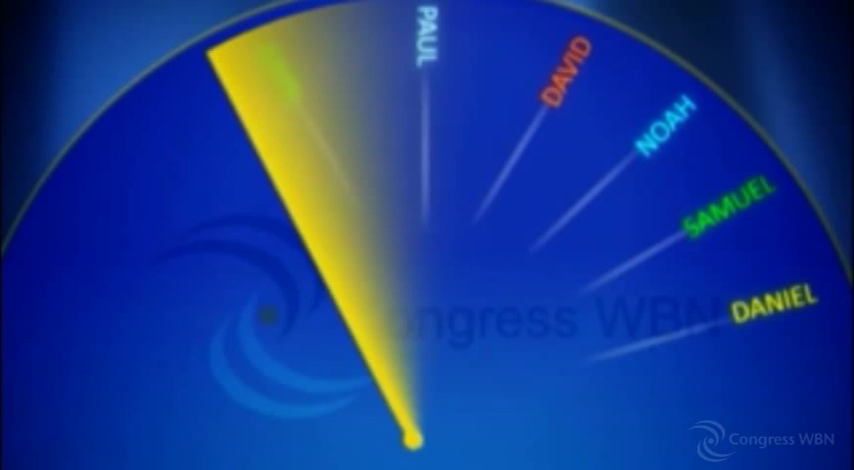 PAUL
DAVID
NOAH
SAMUEL
DANIEL
Congress WBN
Congress WBN